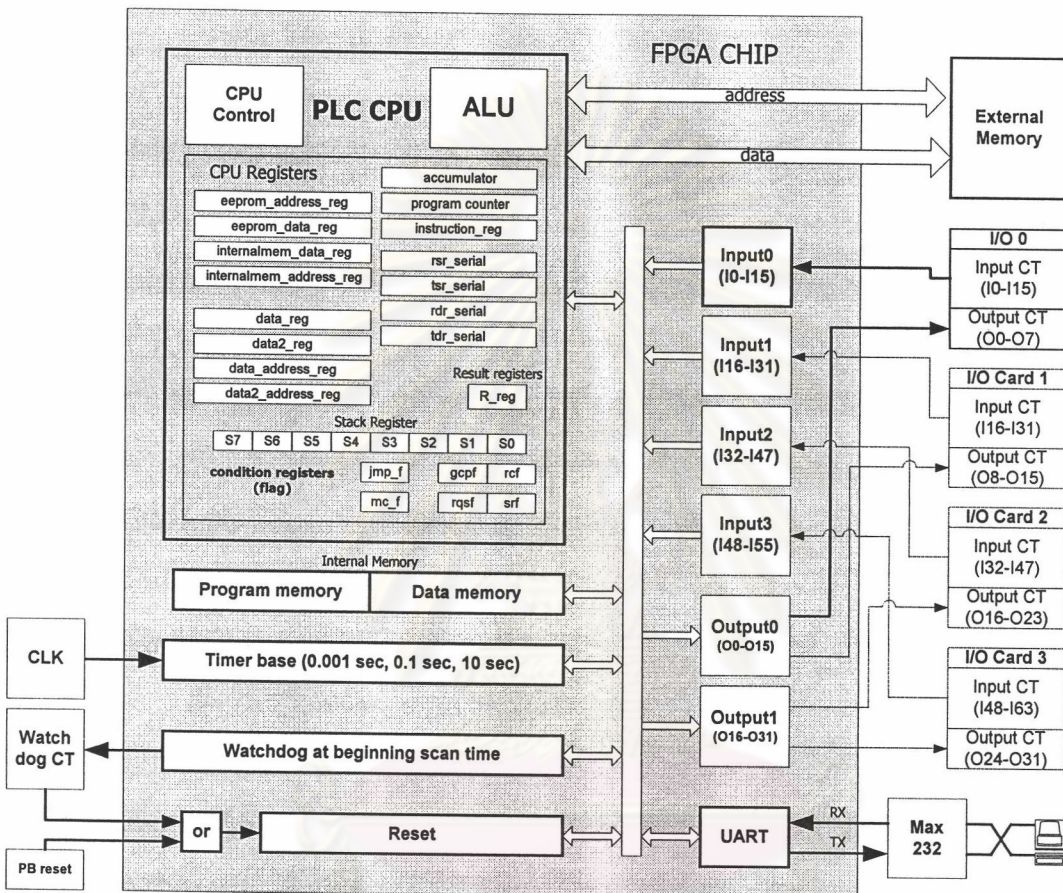 FPGA CHIP
CPU
Control
PLC CPU
ALU
CPU Registers
eeprom_address_reg
eeprom_data_reg
internalmem_data_reg
internalmem_address_reg
data_reg
data2_reg
data_address_reg
data2_address_reg
accumulator
program counter
instruction_reg
rsr_serial
tsr_serial
rdr_serial
tdr_serial
Result registers
R_reg
Stack Register
S7 S6 S5 S4 S3 S2 S1 S0
condition registers
(flag)
jmp_f
gcpf
rcf
mc_f
rqsf
srf
Internal Memory
Program memory
Data memory
Timer base (0.001 sec, 0.1 sec, 10 sec)
Watchdog at beginning scan time
or
Reset
CLK
Watch
dog CT
PB reset
address
data
External
Memory
Input0
(I0-I15)
Input1
(I16-I31)
Input2
(I32-I47)
Input3
(I48-I55)
Output0
(O0-O15)
Output1
(O16-O31)
UART
RX
TX
Max
232
I/O 0
Input CT
(I0-I15)
Output CT
(O0-O7)
I/O Card 1
Input CT
(I16-I31)
Output CT
(O8-O15)
I/O Card 2
Input CT
(I32-I47)
Output CT
(O16-O23)
I/O Card 3
Input CT
(I48-I63)
Output CT
(O24-O31)